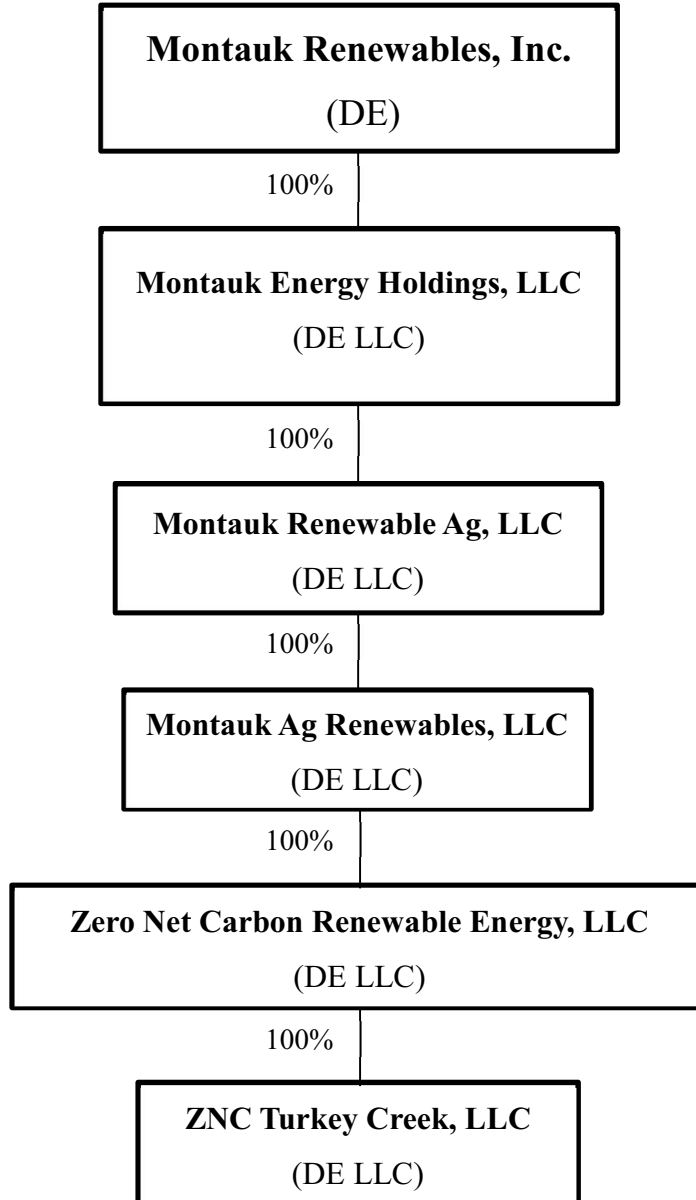 Montauk Renewables, Inc.
(DE)
100%
Montauk Energy Holdings, LLC
(DE LLC)
100%
Montauk Renewable Ag, LLC
(DE LLC)
100%
Montauk Ag Renewables, LLC
(DE LLC)
100%
Zero Net Carbon Renewable Energy, LLC
(DE LLC)
100%
ZNC Turkey Creek, LLC
(DE LLC)